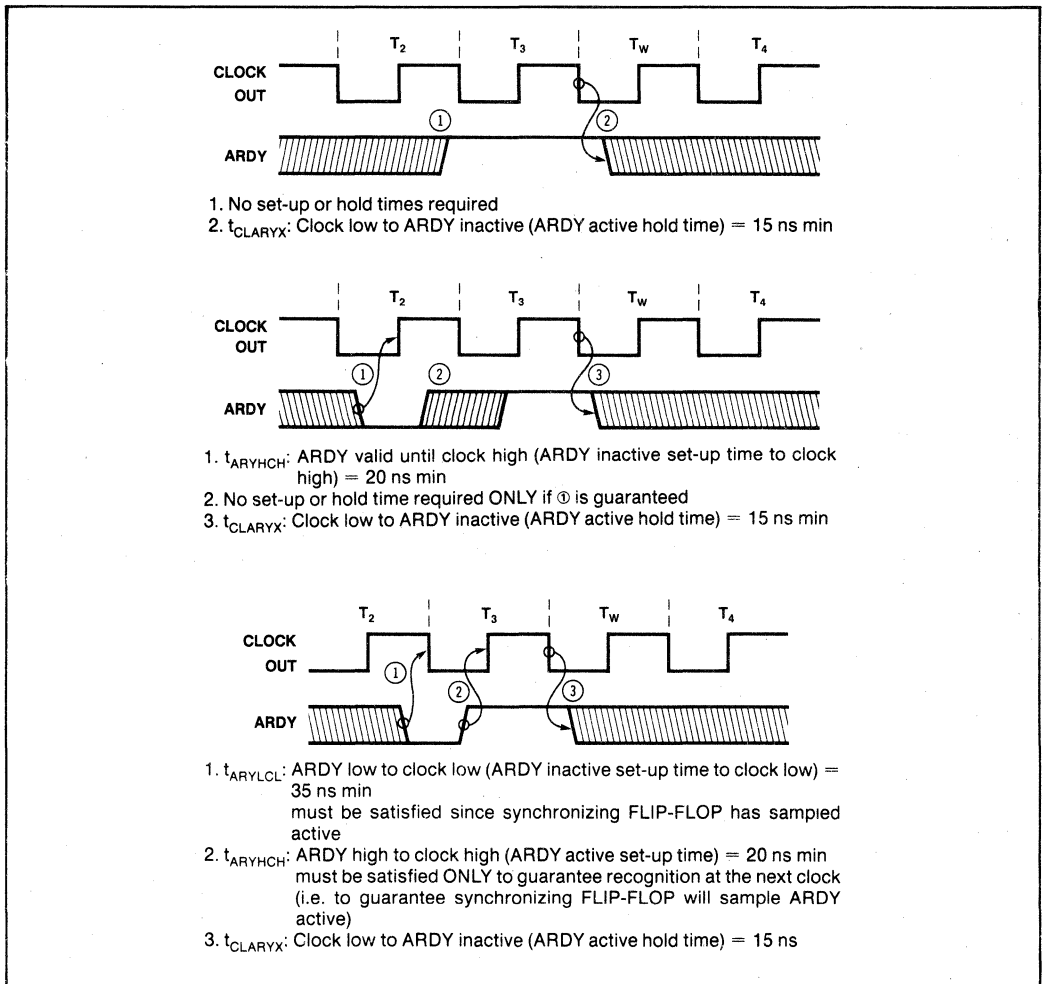 T2 T3 TW T4
CLOCK
OUT
① ②
ARDY
1. No set-up or hold times required
2. tCLARYX: Clock low to ARDY inactive (ARDY active hold time) = 15 ns min
T2 T3 TW T4
CLOCK
OUT
① ② ③
ARDY
1. tARYHCH: ARDY valid until clock high (ARDY inactive set-up time to clock
high) = 20 ns min
2. No set-up or hold time required ONLY if ① is guaranteed
3. tCLARYX: Clock low to ARDY inactive (ARDY active hold time) = 15 ns min
T2 T3 TW T4
CLOCK
OUT
① ② ③
ARDY
1. tARYLCL: ARDY low to clock low (ARDY inactive set-up time to clock low) =
35 ns min
must be satisfied since synchronizing FLIP-FLOP has sampled
active
2. tARYHCH: ARDY high to clock high (ARDY active set-up time) = 20 ns min
must be satisfied ONLY to guarantee recognition at the next clock
(i.e. to guarantee synchronizing FLIP-FLOP will sample ARDY
active)
3. tCLARYX: Clock low to ARDY inactive (ARDY active hold time) = 15 ns